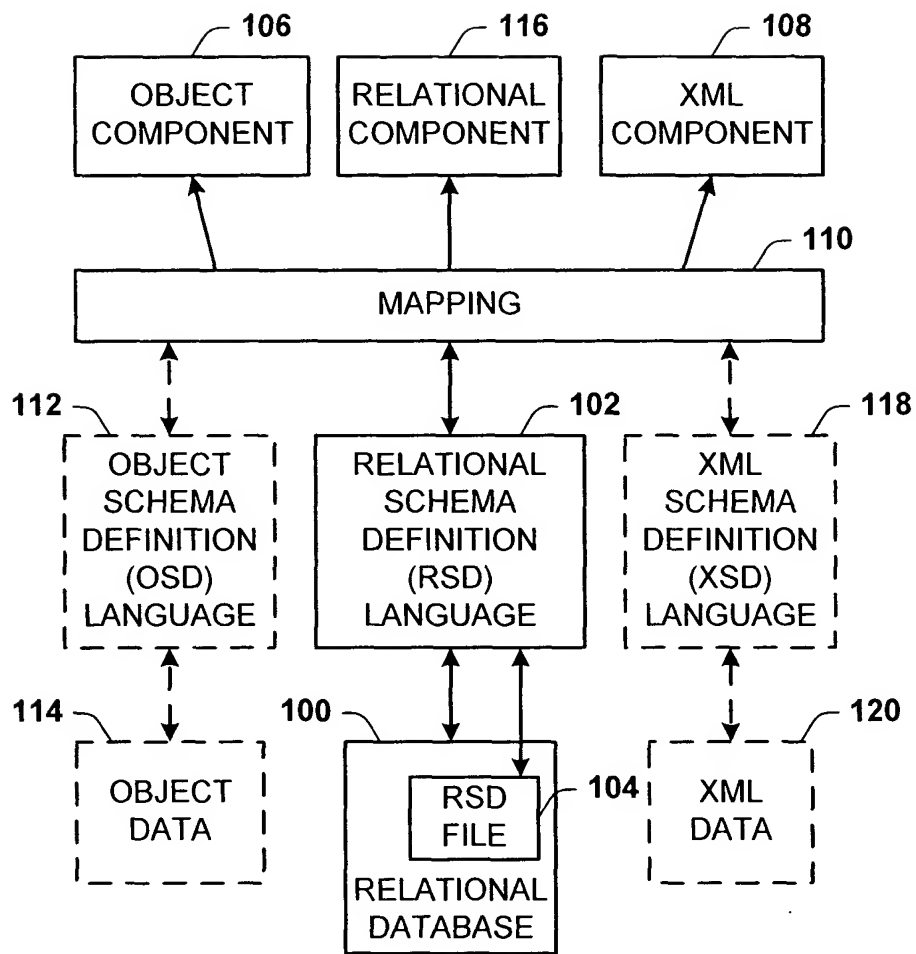 106
116
108
OBJECT
COMPONENT
RELATIONAL
COMPONENT
XML
COMPONENT
110
MAPPING
112
102
118
OBJECT
SCHEMA
DEFINITION
(OSD)
LANGUAGE
RELATIONAL
SCHEMA
DEFINITION
(RSD)
LANGUAGE
XML
SCHEMA
DEFINITION
(XSD)
LANGUAGE
114
100
120
OBJECT
DATA
RSD
FILE
104
RELATIONAL
DATABASE
XML
DATA